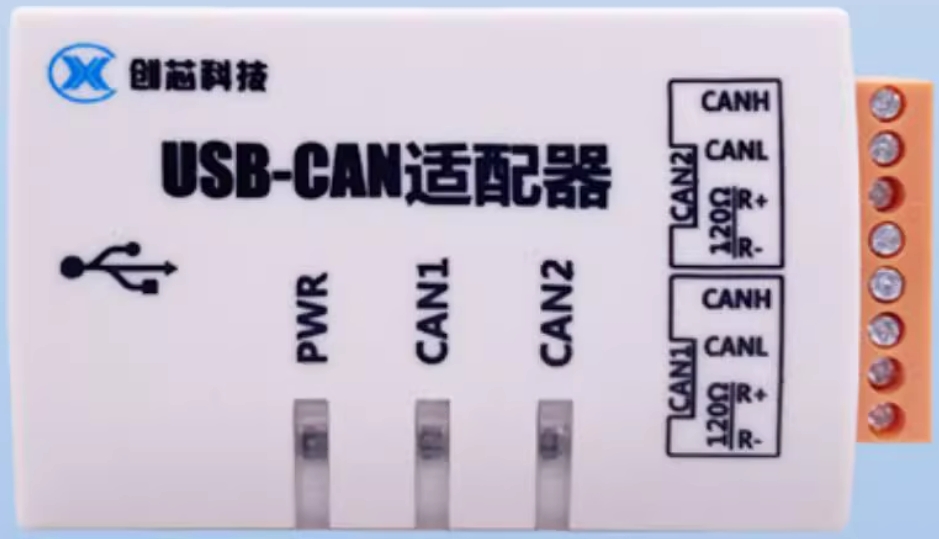 创芯科技
USB-CAN适配器
PWR
CAN1
CAN2
CAN2
CANH
CANL
120Ω
R+
R-
CAN1
CANH
CANL
120Ω
R+
R-